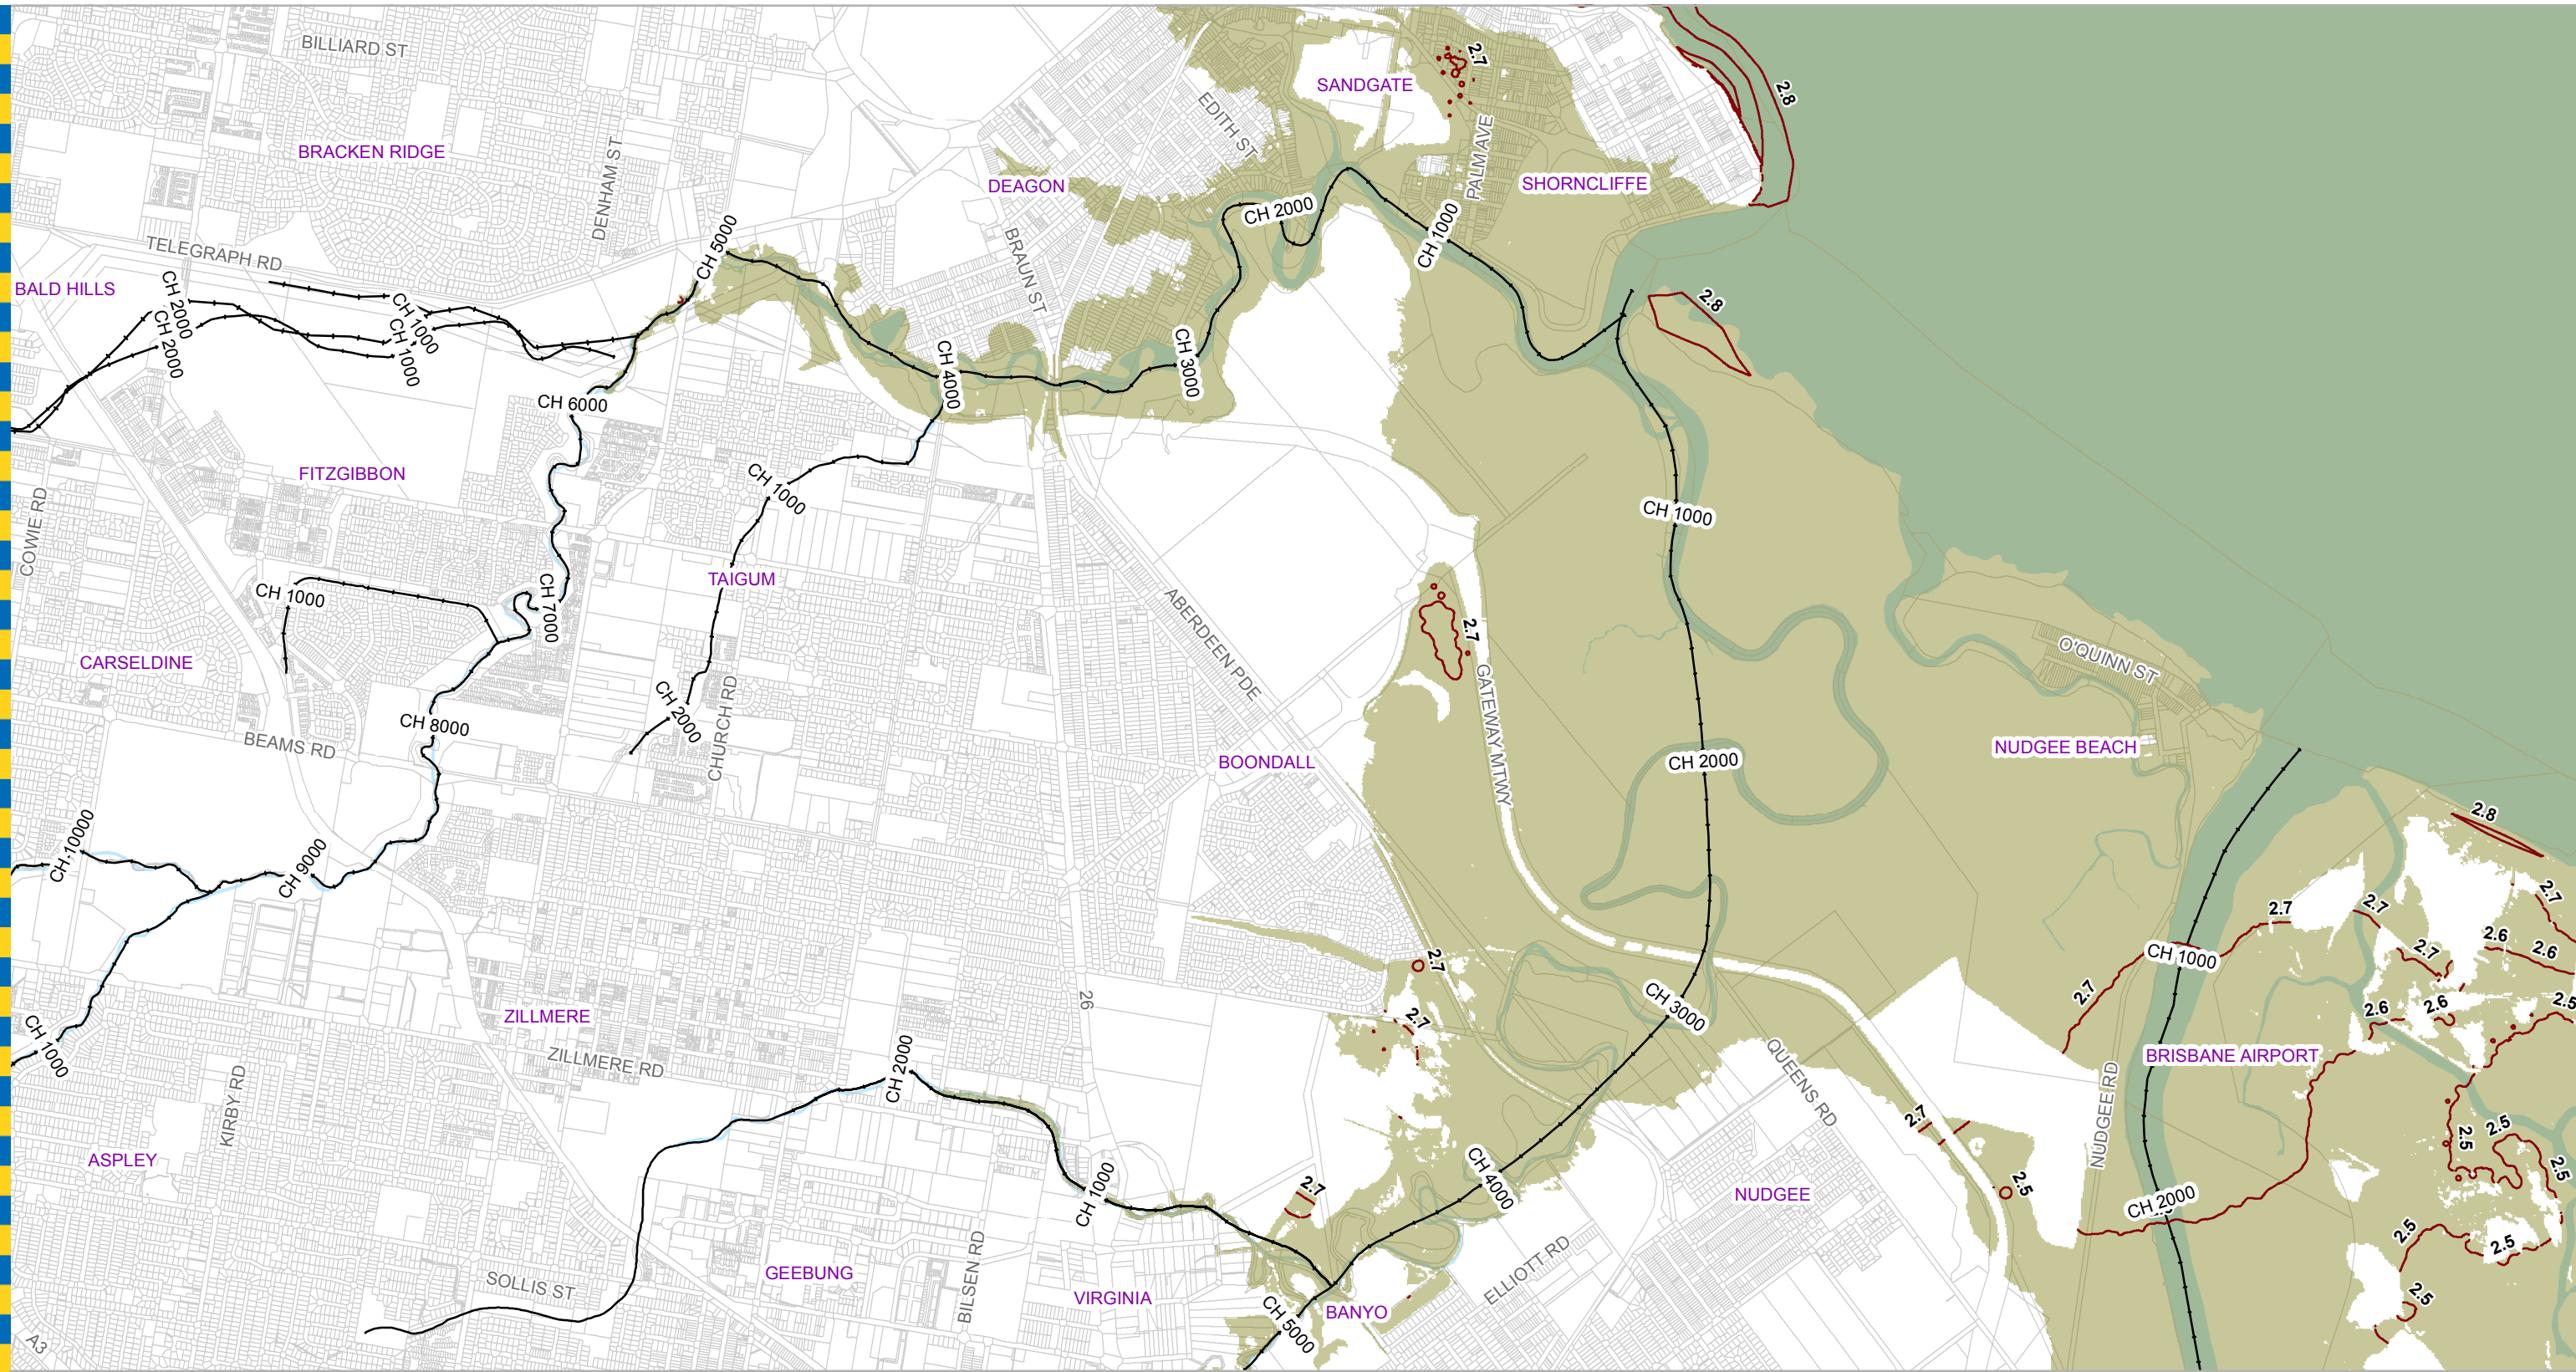 BILLIARD ST
SANDGATE
2.7
2.8
EDITH ST
BRACKEN RIDGE
DENHAM ST
PALM AVE
DEAGON
SHORNCLIFFE
CH 2000
CH 1000
CH 5000
TELEGRAPH RD
BRAUN ST
BALD HILLS
CH 2000
CH 2000
CH 1000
CH 1000
2.8
CH 3000
CH 4000
CH 6000
FITZGIBBON
CH 1000
COWIE RD
CH 1000
TAIGUM
CH 1000
CH 7000
ABERDEEN PDE
2.7
CARSELDINE
O'QUINN ST
GATEWAY MTWY
CH 8000
CH 2000
CHURCH RD
BEAMS RD
BOONDALL
CH 2000
NUDGEE BEACH
2.8
CH 10000
CH 9000
2.7
2.7
2.7
2.6
2.6
2.7
CH 1000
2.7
2.7
26
CH 3000
2.6
2.6
2.5
2.7
ZILLMERE
CH 1000
ZILLMERE RD
CH 2000
QUEENS RD
BRISBANE AIRPORT
KIRBY RD
NUDGEE RD
2.7
2.5
2.5
2.5
ASPLEY
CH 1000
2.7
CH 4000
NUDGEE
2.5
CH 2000
2.5
2.5
GEEBUNG
SOLLIS ST
BILSEN RD
VIRGINIA
ELLIOTT RD
CH 5000
BANYO
2.5
A3